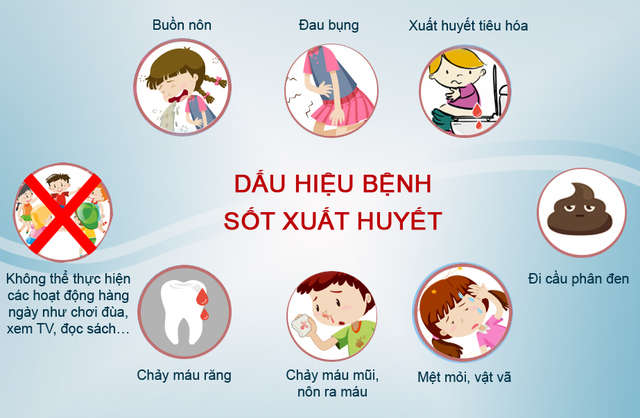 Buồn nôn
Đau bụng
Xuất huyết tiêu hóa
DẤU HIỆU BỆNH
SỐT XUẤT HUYẾT
Không thể thực hiện
các hoạt động hàng
ngày như chơi đùa,
xem TV, đọc sách...
Đi cầu phân đen
Chảy máu răng
Chảy máu mũi,
nôn ra máu
Mệt mỏi, vật vã